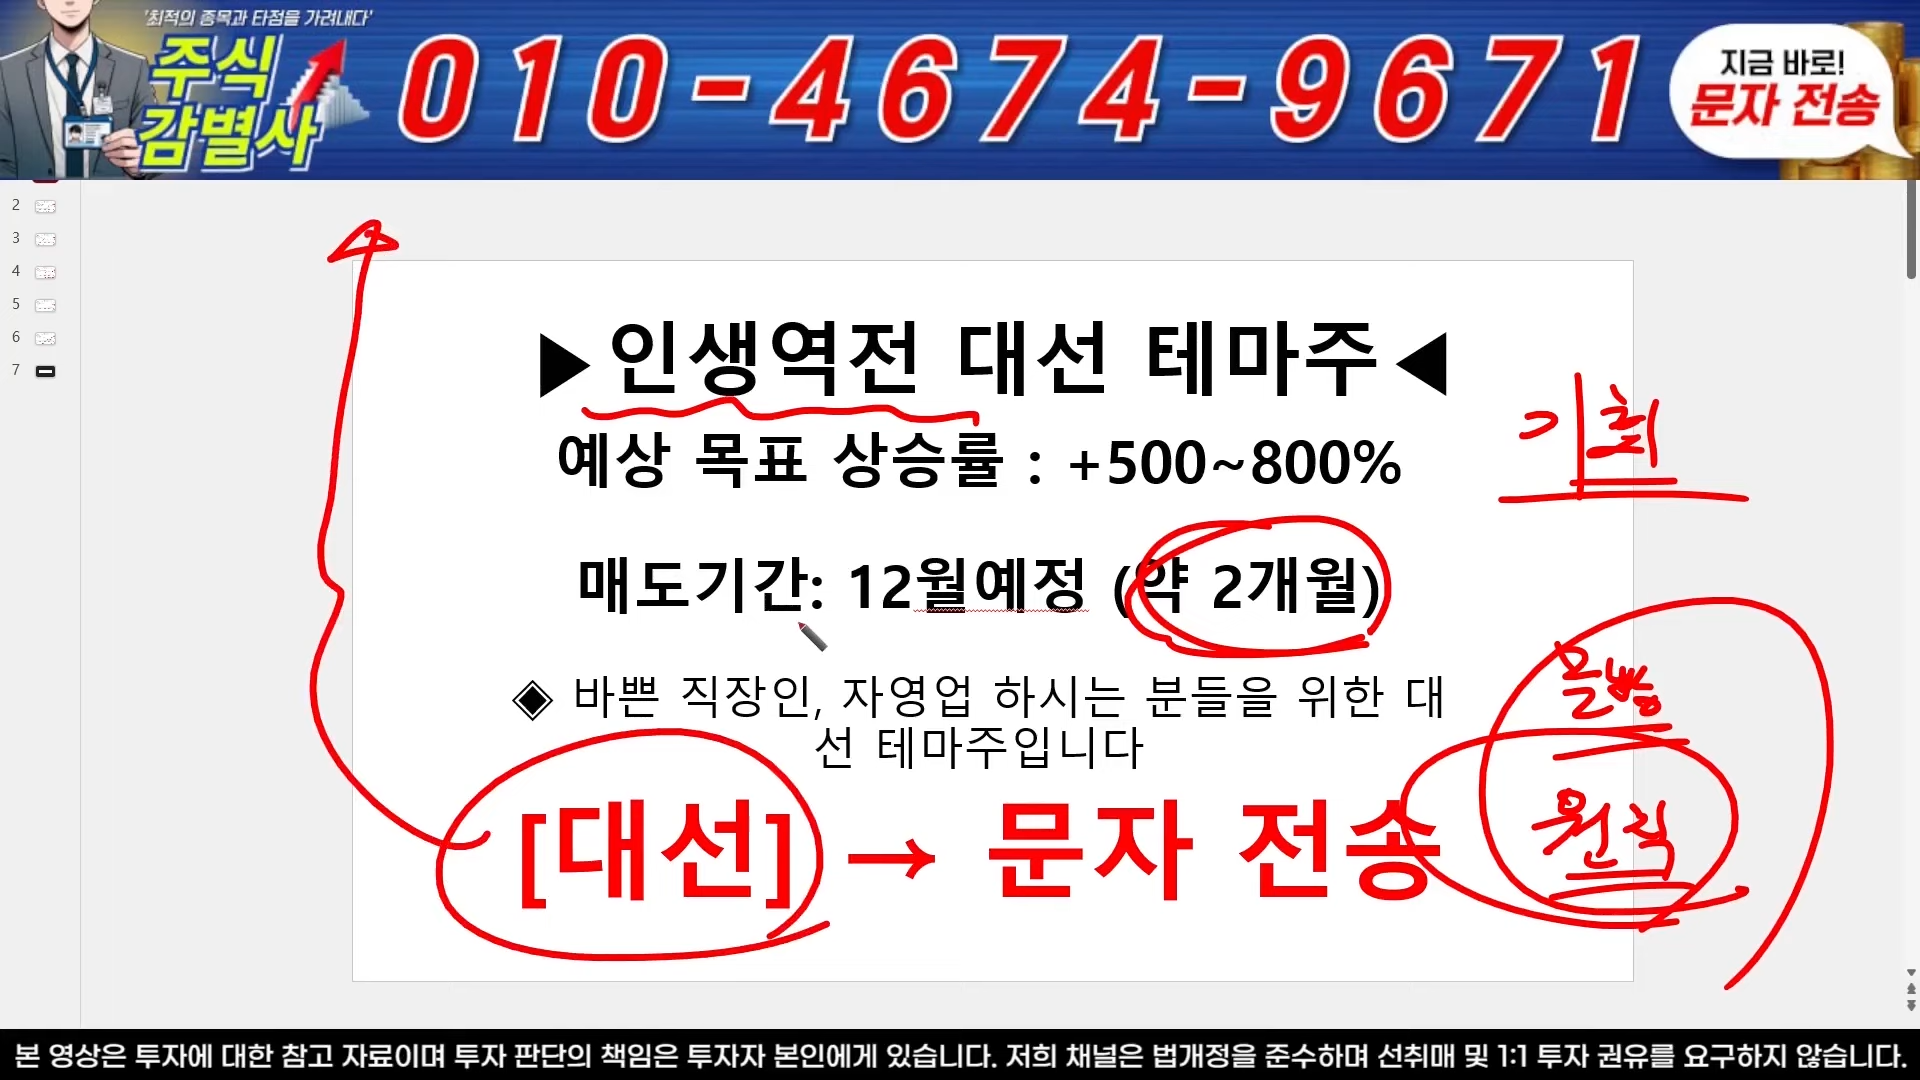 '최적의 종목과 타점을 가려내다'
주식
감별사
010-4674-9671
지금 바로!
문자 전송
2
3
4
5
6
7
▶인생역전 대선 테마주◀
예상 목표 상승률 : +500~800%
기회
매도기간: 12월예정 (약 2개월)
몰빵
◈ 바쁜 직장인, 자영업 하시는 분들을 위한 대
선 테마주입니다
원칙
[대선] → 문자 전송
본 영상은 투자에 대한 참고 자료이며 투자 판단의 책임은 투자자 본인에게 있습니다. 저희 채널은 법개정을 준수하며 선취매 및 1:1 투자 권유를 요구하지 않습니다.